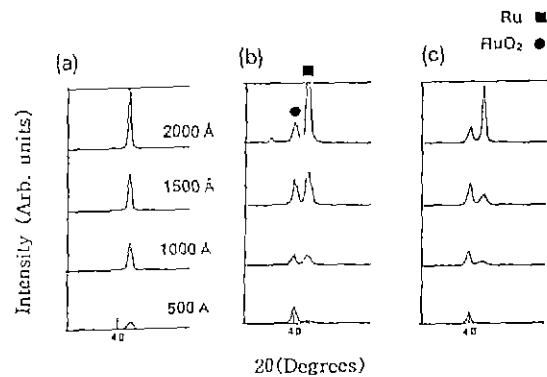 Ru ■
RuO₂ ●
(a)
(b)
(c)
Intensity (Arb. units)
2000 Å
1500 Å
1000 Å
500 A
40
40
40
2θ(Degrees)